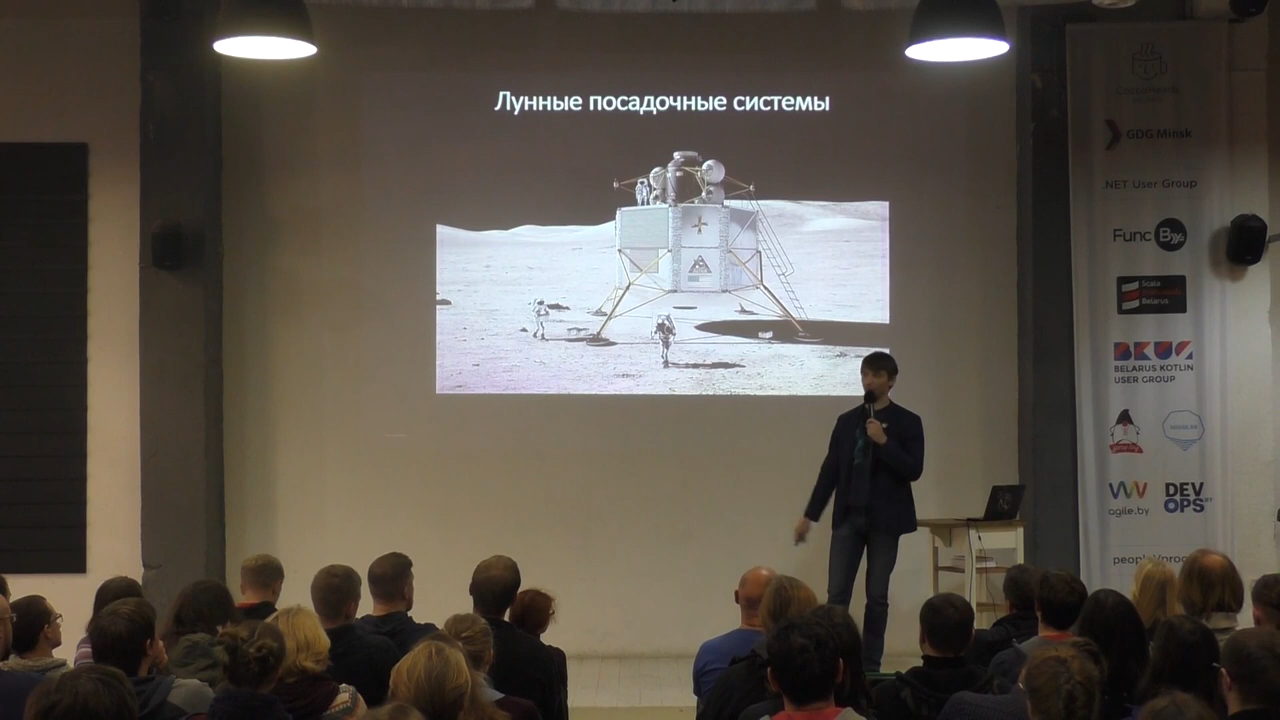 Лунные посадочные системы
GDG Minsk
.NET User Group
Func By
Scala
Belarus
BKUG
BELARUS KOTLIN
USER GROUP
agile.by
DEV
OPS BY